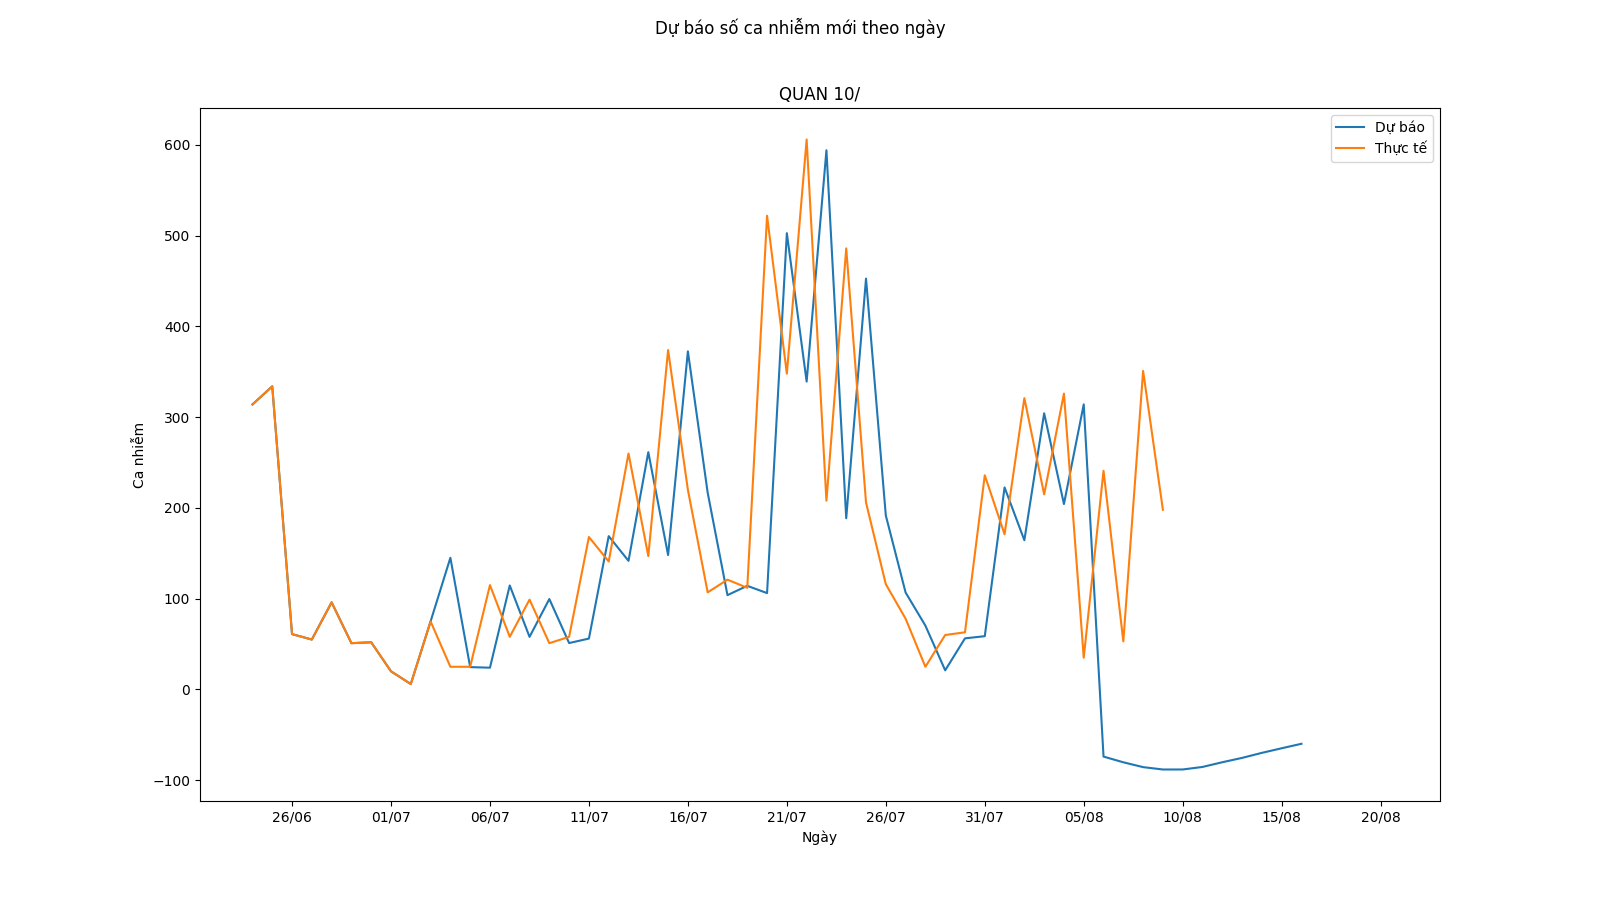 Dự báo số ca nhiễm mới theo ngày
QUAN 10/
Dự báo
Thực tế
600
500
400
300
200
100
0
−100
Ca nhiễm
26/06 01/07 06/07 11/07 16/07 21/07 26/07 31/07 05/08 10/08 15/08 20/08
Ngày